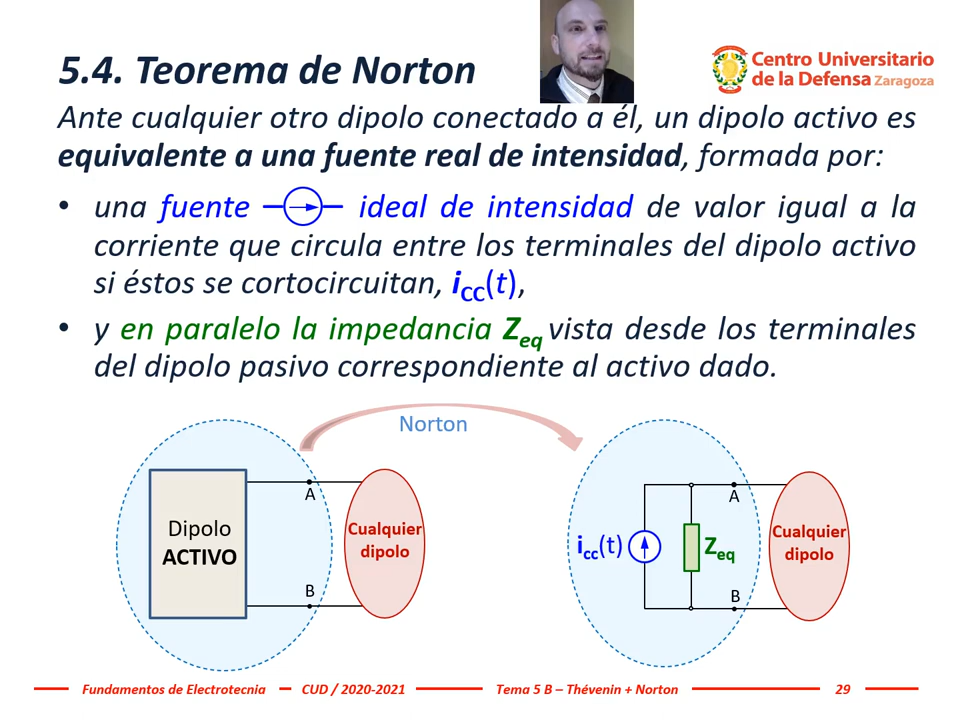 5.4. Teorema de Norton
Centro Universitario
de la Defensa Zaragoza
Ante cualquier otro dipolo conectado a él, un dipolo activo es
equivalente a una fuente real de intensidad, formada por:
• una fuente ideal de intensidad de valor igual a la
corriente que circula entre los terminales del dipolo activo
si éstos se cortocircuitan, iCC(t),
• y en paralelo la impedancia Zeq vista desde los terminales
del dipolo pasivo correspondiente al activo dado.
Norton
Dipolo
ACTIVO
A
B
Cualquier
dipolo
icc(t)
Zeq
A
B
Cualquier
dipolo
Fundamentos de Electrotecnia
CUD / 2020-2021
Tema 5 B – Thévenin + Norton
29